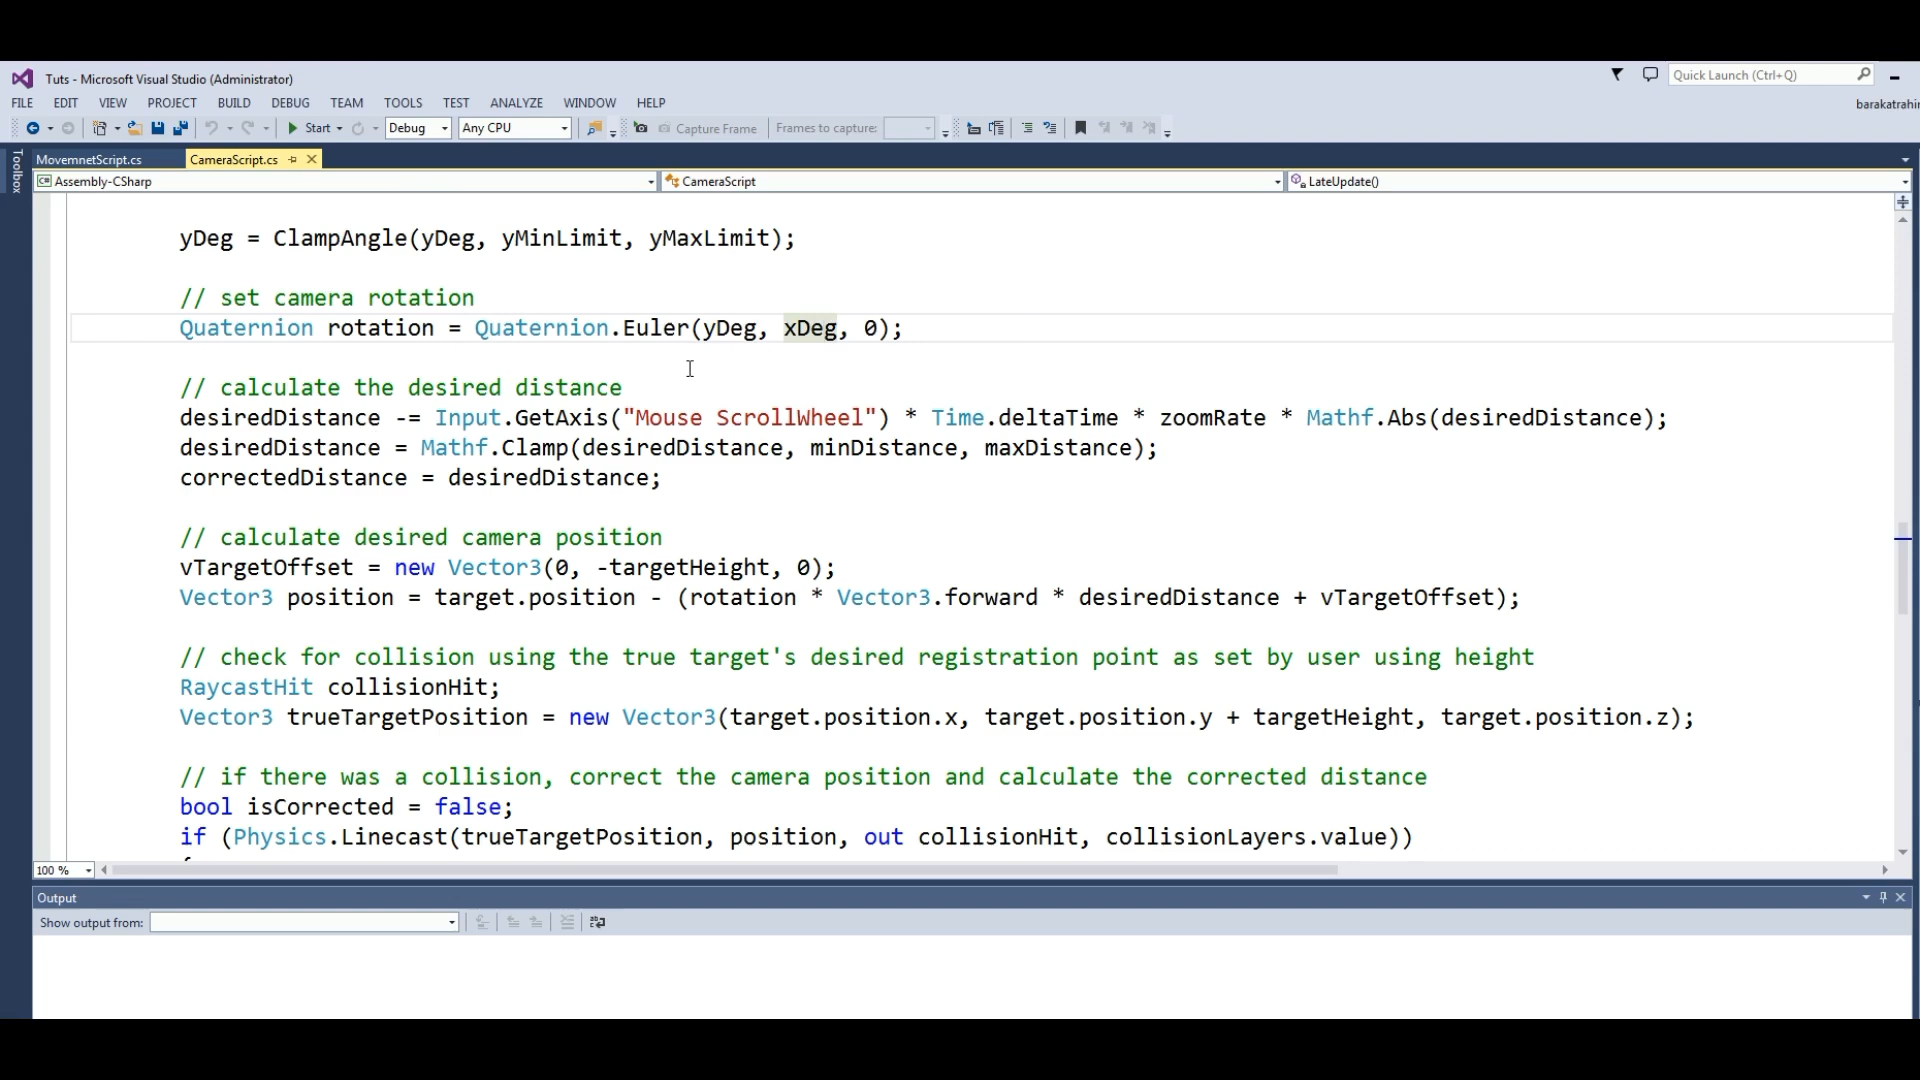 Tuts - Microsoft Visual Studio (Administrator)
Quick Launch (Ctrl+Q)
FILE EDIT VIEW PROJECT BUILD DEBUG TEAM TOOLS TEST ANALYZE WINDOW HELP
barakatrahin
Start Debug Any CPU Capture Frame Frames to capture:
Toolbox
MovemnetScript.cs CameraScript.cs
Assembly-CSharp CameraScript LateUpdate()
yDeg = ClampAngle(yDeg, yMinLimit, yMaxLimit);
// set camera rotation
Quaternion rotation = Quaternion.Euler(yDeg, xDeg, 0);
// calculate the desired distance
desiredDistance -= Input.GetAxis("Mouse ScrollWheel") * Time.deltaTime * zoomRate * Mathf.Abs(desiredDistance);
desiredDistance = Mathf.Clamp(desiredDistance, minDistance, maxDistance);
correctedDistance = desiredDistance;
// calculate desired camera position
vTargetOffset = new Vector3(0, -targetHeight, 0);
Vector3 position = target.position - (rotation * Vector3.forward * desiredDistance + vTargetOffset);
// check for collision using the true target's desired registration point as set by user using height
RaycastHit collisionHit;
Vector3 trueTargetPosition = new Vector3(target.position.x, target.position.y + targetHeight, target.position.z);
// if there was a collision, correct the camera position and calculate the corrected distance
bool isCorrected = false;
if (Physics.Linecast(trueTargetPosition, position, out collisionHit, collisionLayers.value))
{
100 %
Output
Show output from: